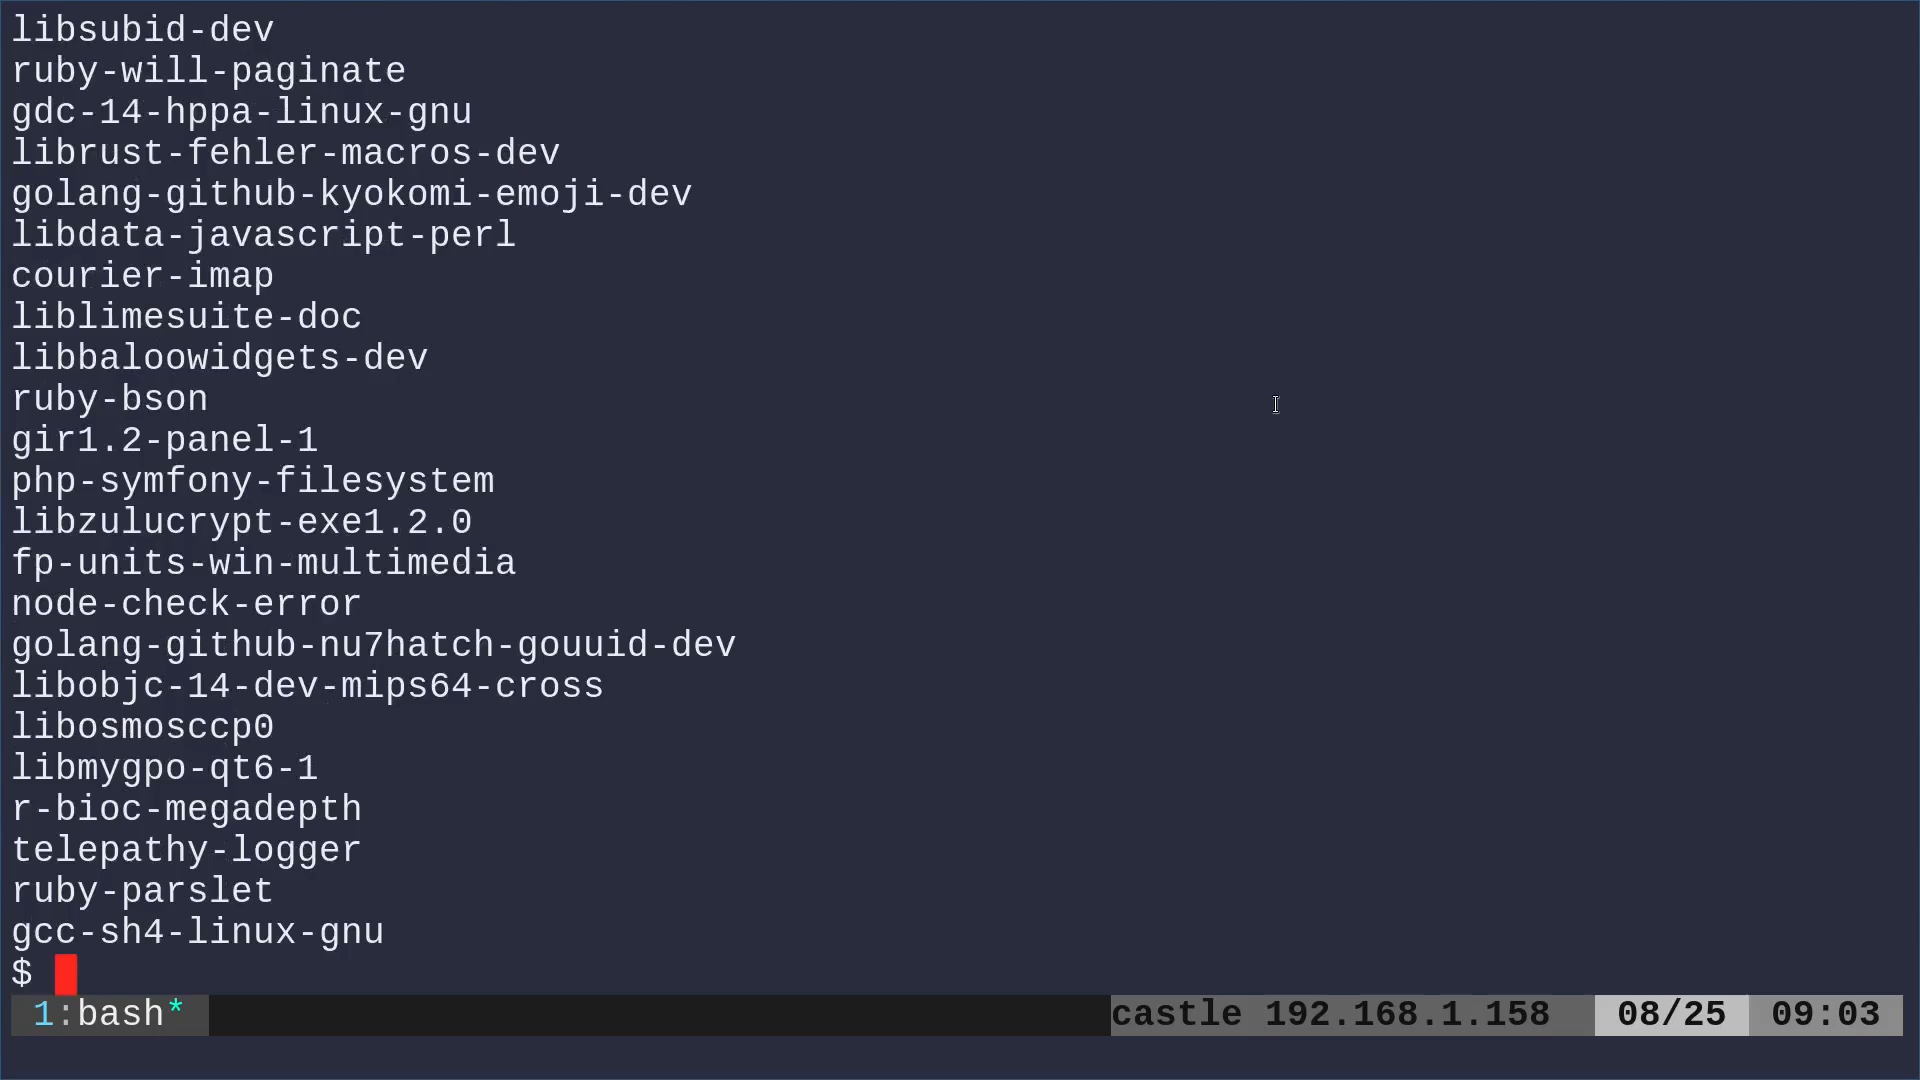 libsubid-dev
ruby-will-paginate
gdc-14-hppa-linux-gnu
librust-fehler-macros-dev
golang-github-kyokomi-emoji-dev
libdata-javascript-perl
courier-imap
liblimesuite-doc
libbaloowidgets-dev
ruby-bson
gir1.2-panel-1
php-symfony-filesystem
libzulucrypt-exe1.2.0
fp-units-win-multimedia
node-check-error
golang-github-nu7hatch-gouuid-dev
libobjc-14-dev-mips64-cross
libosmosccp0
libmygpo-qt6-1
r-bioc-megadepth
telepathy-logger
ruby-parslet
gcc-sh4-linux-gnu
$
1:bash* castle 192.168.1.158 08/25 09:03